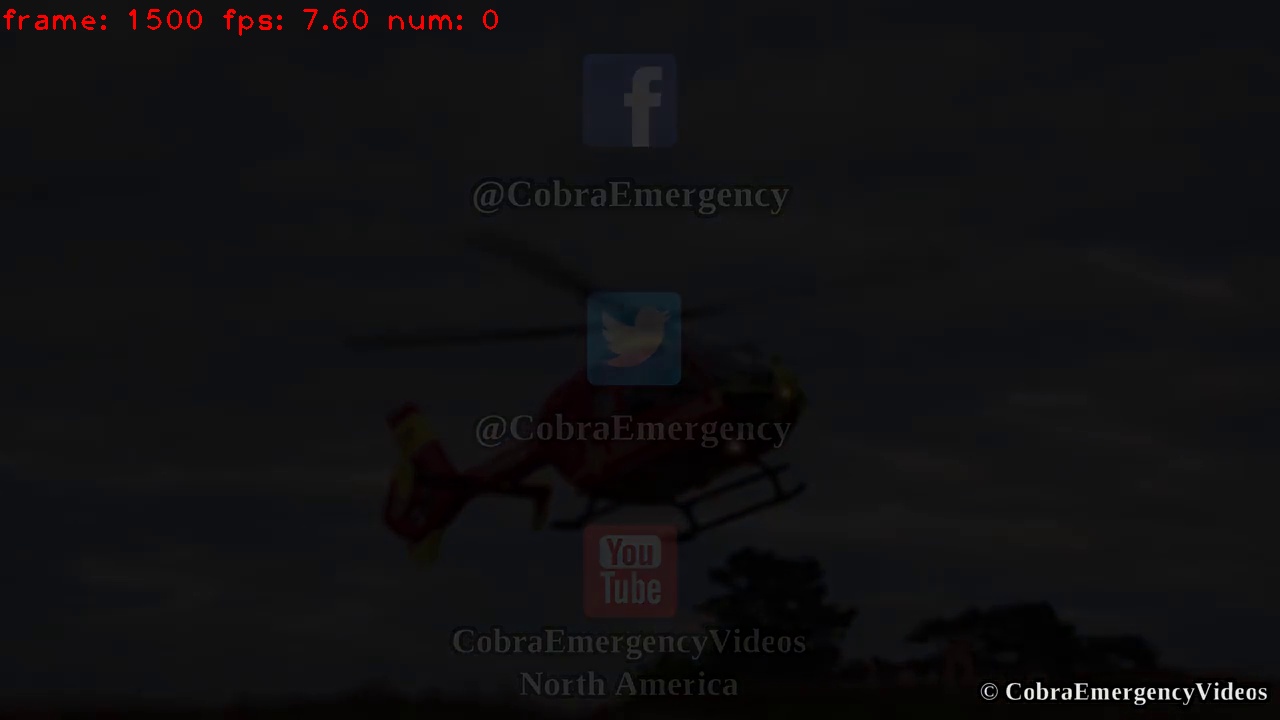 frame: 1500 fps: 7.60 num: 0
f
@CobraEmergency
@CobraEmergency
You
Tube
CobraEmergencyVideos
North America
© CobraEmergencyVideos